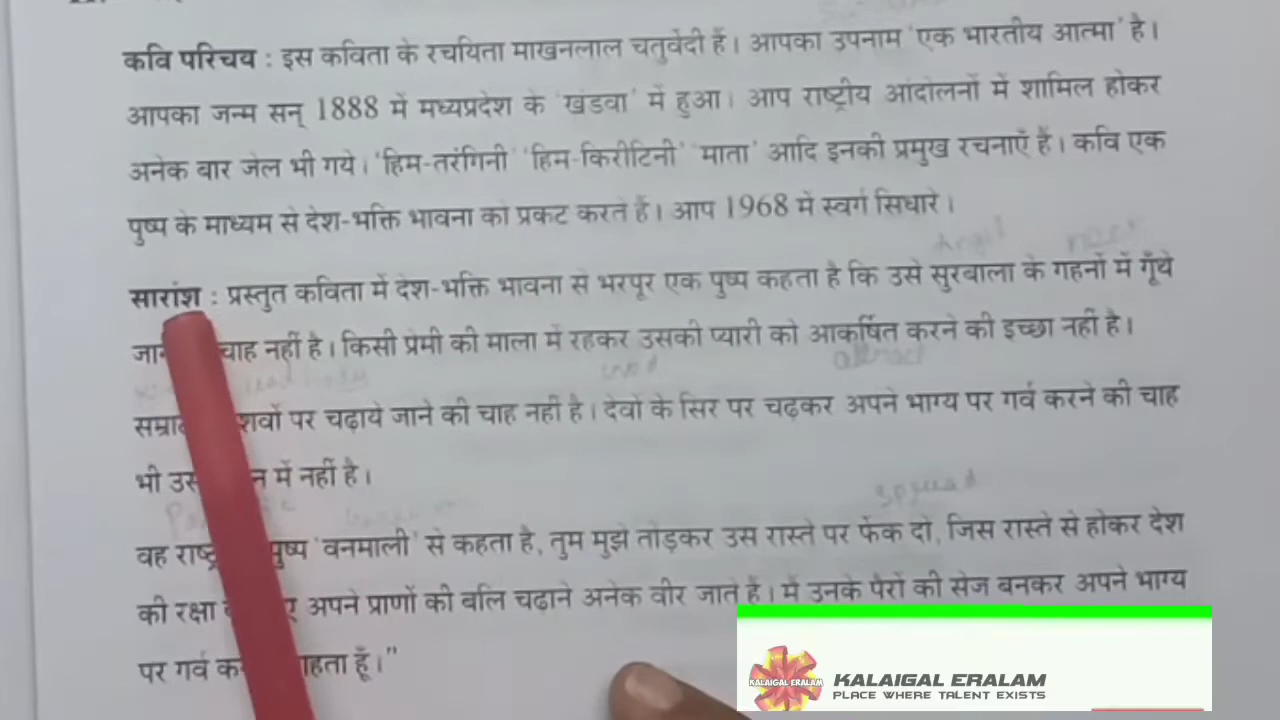 कवि परिचय : इस कविता के रचयिता माखनलाल चतुर्वेदी हैं। आपका उपनाम 'एक भारतीय आत्मा' है।
आपका जन्म सन् 1888 में मध्यप्रदेश के 'खंडवा' में हुआ। आप राष्ट्रीय आंदोलनों में शामिल होकर
अनेक बार जेल भी गये। 'हिम-तरंगिनी' 'हिम-किरीटिनी' माता' आदि इनकी प्रमुख रचनाएँ हैं। कवि एक
पुष्प के माध्यम से देश-भक्ति भावना को प्रकट करते हैं। आप 1968 में स्वर्ग सिधारे।
सारांश : प्रस्तुत कविता में देश-भक्ति भावना से भरपूर एक पुष्प कहता है कि उसे सुरबाला के गहनों में गूँथे
चाह नहीं है। किसी प्रेमी की माला में रहकर उसकी प्यारी को आकर्षित करने की इच्छा नहीं है।
attract
शवों पर चढ़ाये जाने की चाह नहीं है। देवों के सिर पर चढ़कर अपने भाग्य पर गर्व करने की चाह
भी में नहीं है।
spread
वह पुष्प 'वनमाली' से कहता है, तुम मुझे तोड़कर उस रास्ते पर फेंक दो, जिस रास्ते से होकर देश
की रक्षा अपने प्राणों की बलि चढाने अनेक वीर जाते हैं। मैं उनके पैरों की सेज बनकर अपने भाग्य
पर गर्व हूँ।"
KALAIGAL ERALAM
KALAIGAL ERALAM
PLACE WHERE TALENT EXISTS